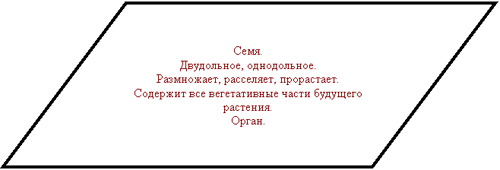 Семя.
Двудольное, однодольное.
Размножает, расселяет, прорастает.
Содержит все вегетативные части будущего
растения.
Орган.